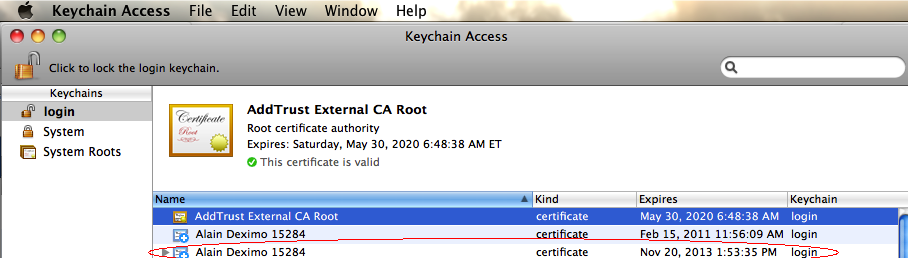 Keychain Access File Edit View Window Help
Keychain Access
Click to lock the login keychain.
Keychains
login
System
System Roots
Certificate
Root
AddTrust External CA Root
Root certificate authority
Expires: Saturday, May 30, 2020 6:48:38 AM ET
This certificate is valid
Name Kind Expires Keychain
AddTrust External CA Root certificate May 30, 2020 6:48:38 AM login
Alain Deximo 15284 certificate Feb 15, 2011 11:56:09 AM login
Alain Deximo 15284 certificate Nov 20, 2013 1:53:35 PM login